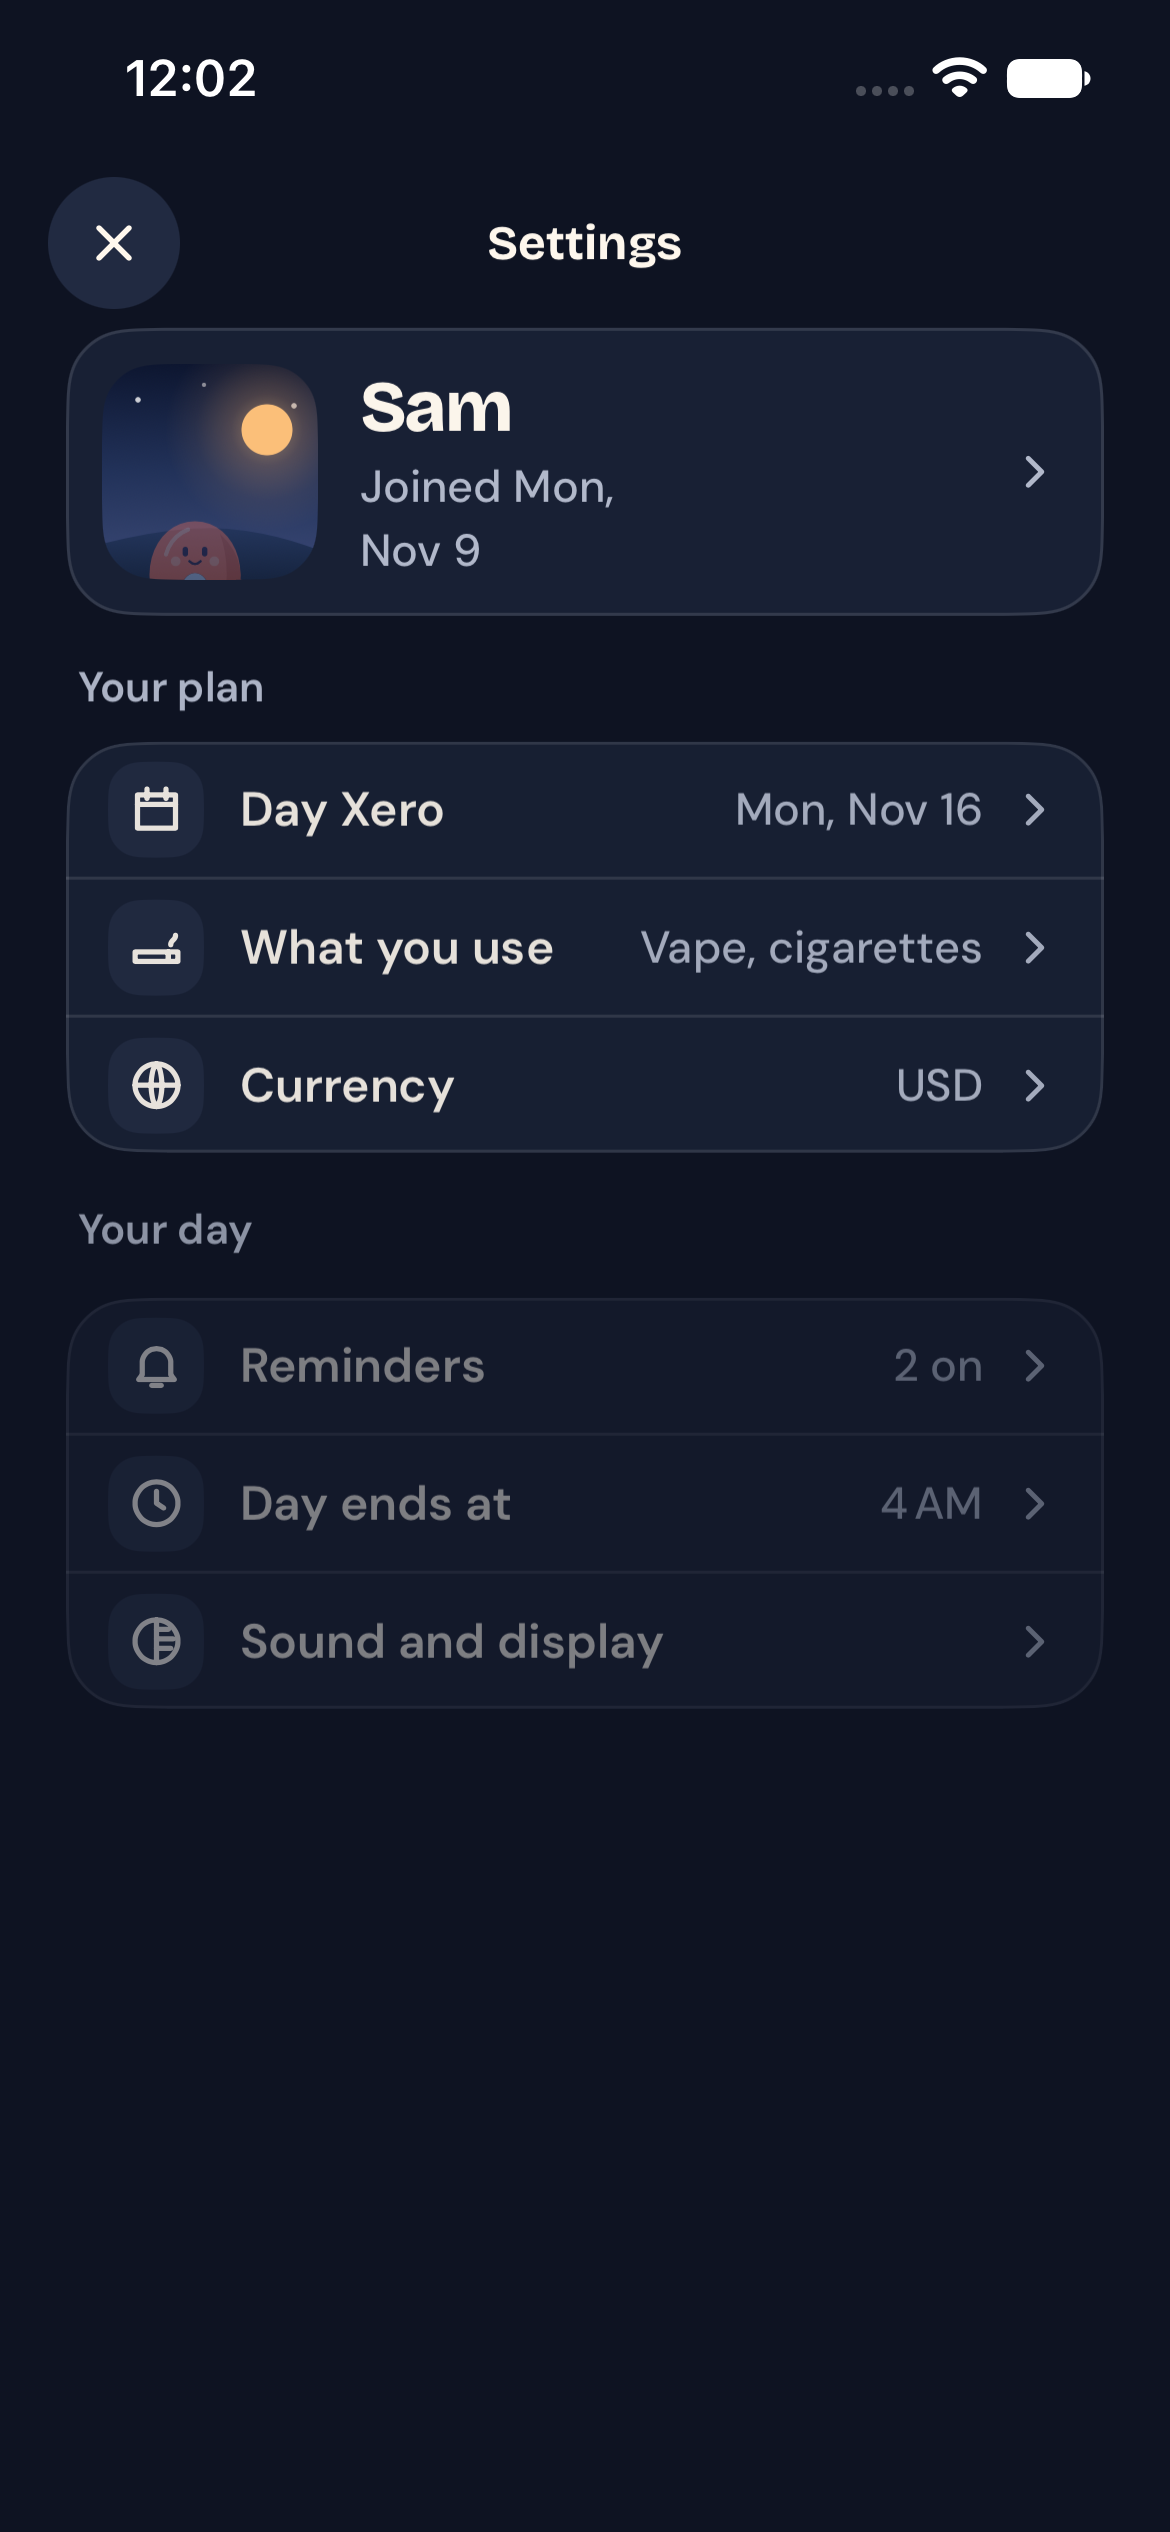 12:02
Settings
Sam
Joined Mon,
Nov 9
Your plan
Day Xero Mon, Nov 16
What you use Vape, cigarettes
Currency USD
Your day
Reminders 2 on
Day ends at 4 AM
Sound and display